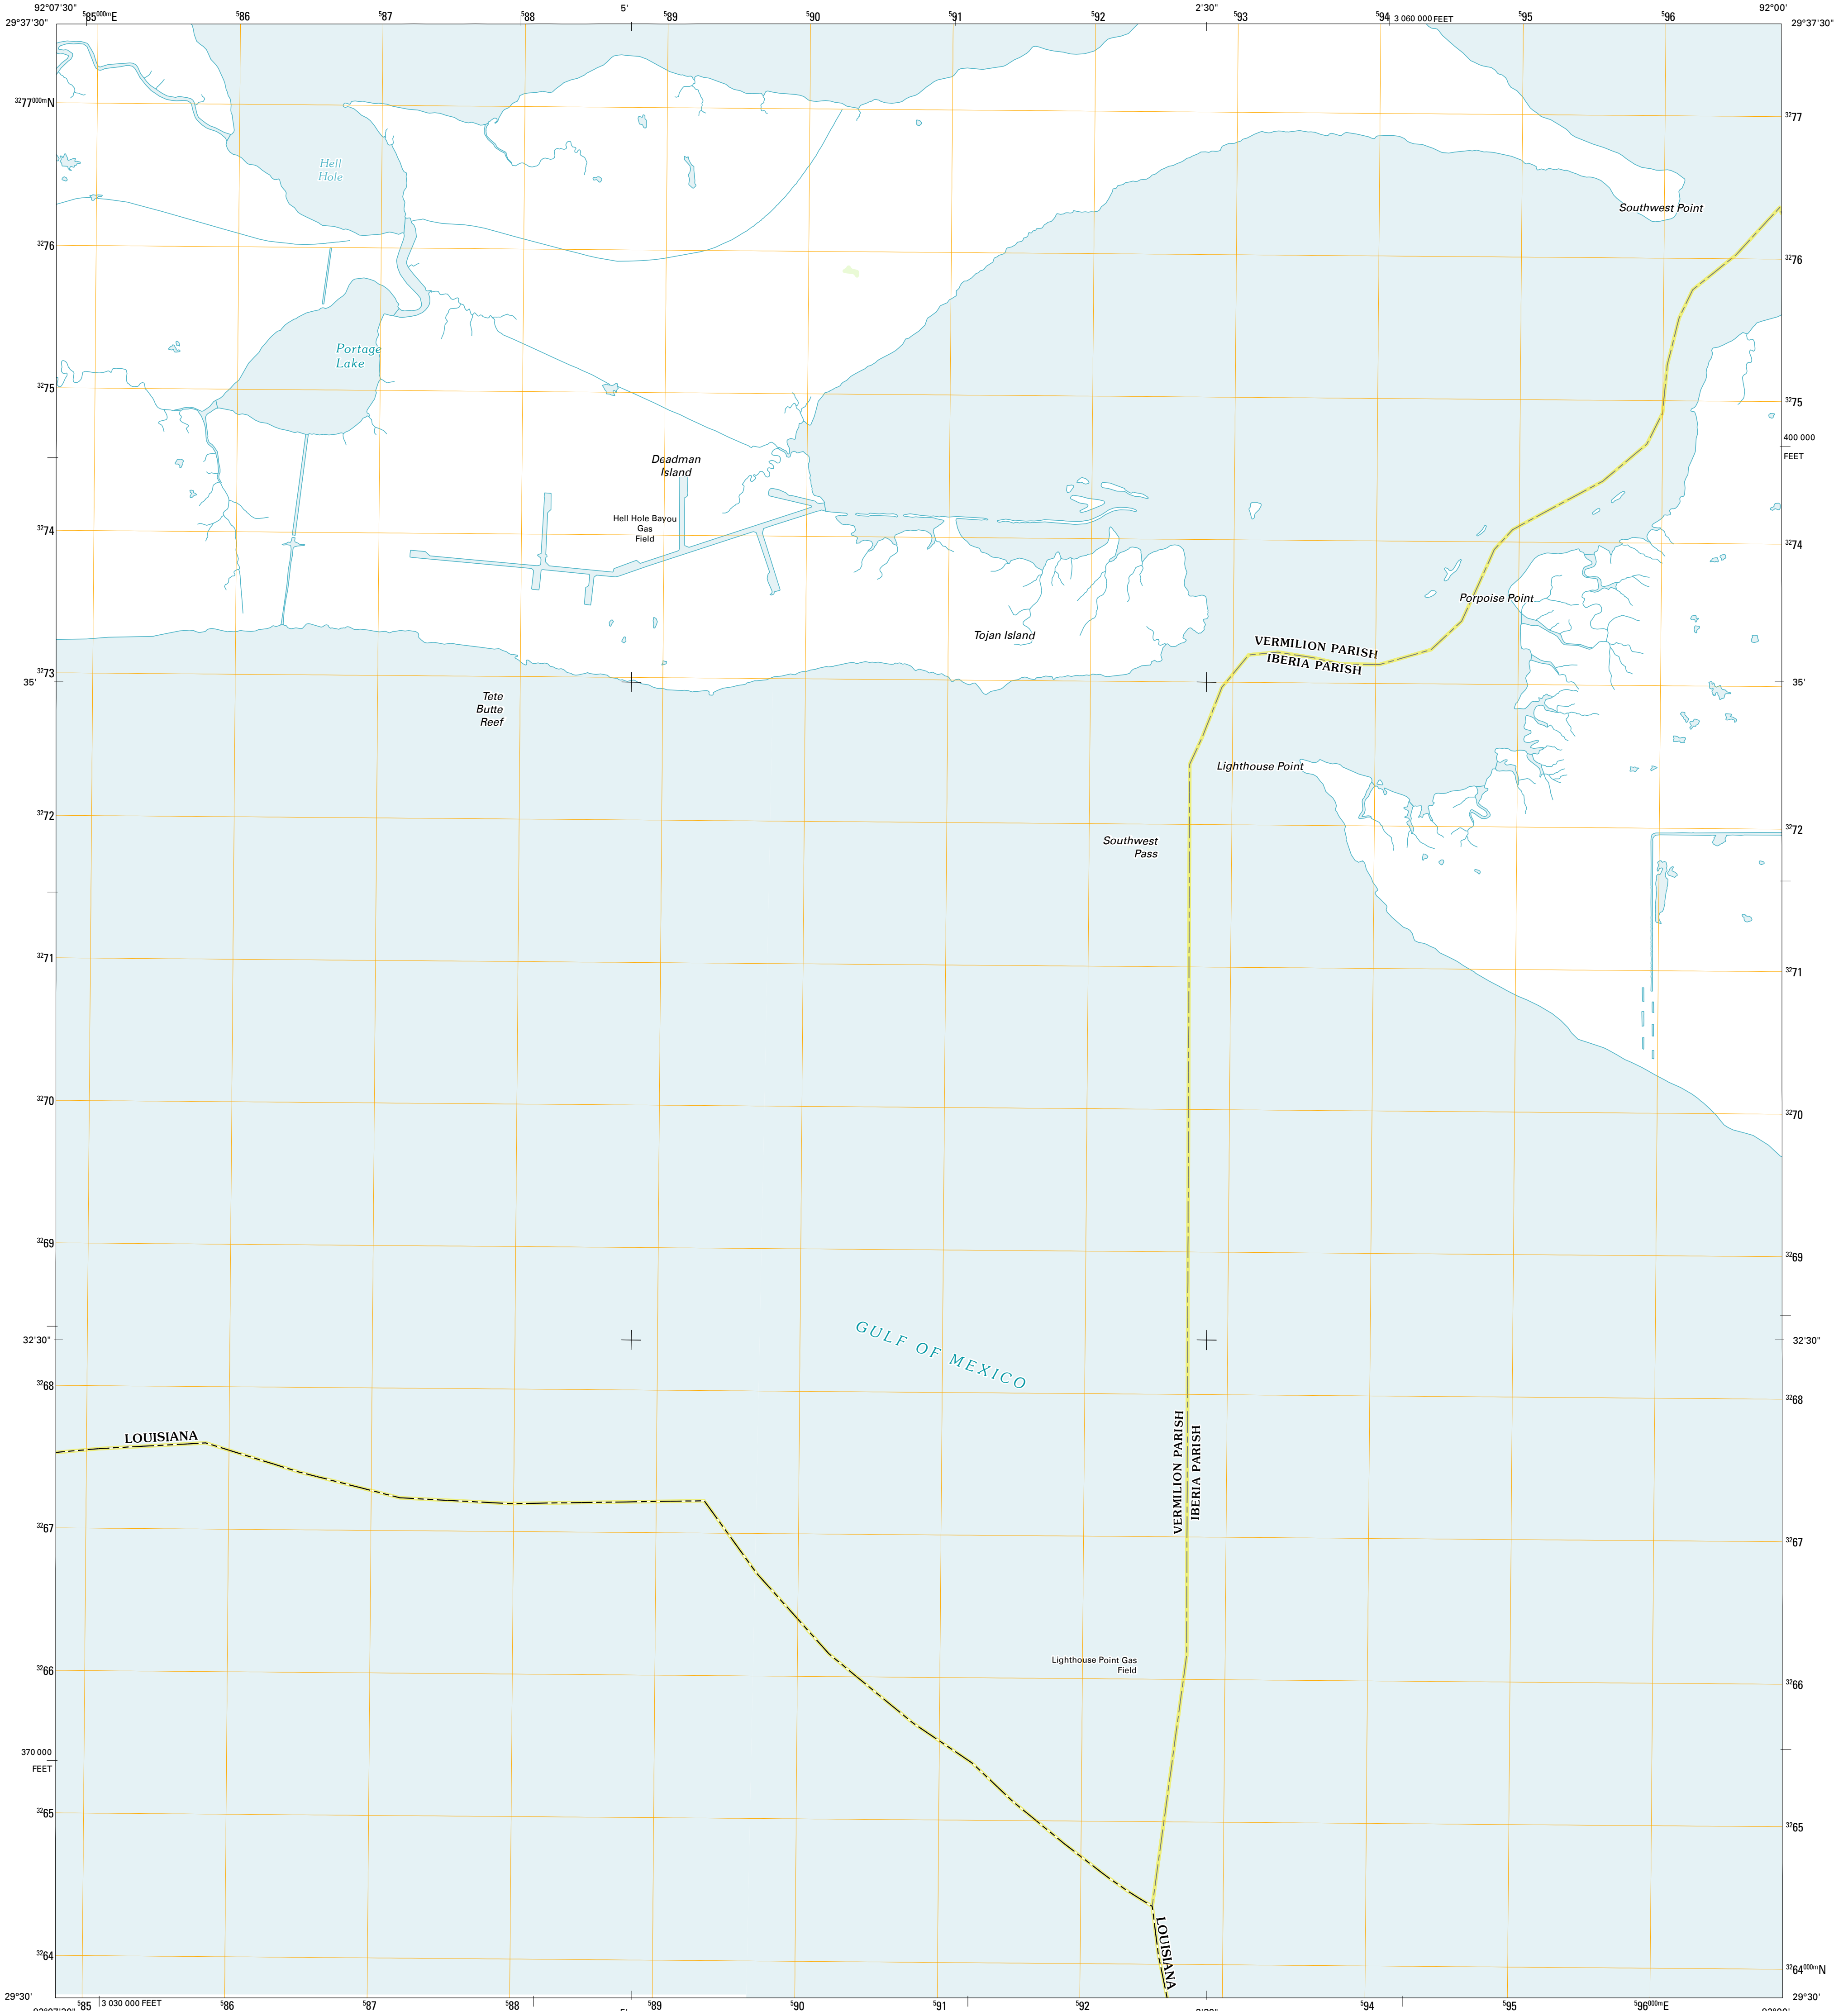 92°07'30"
⁵85⁰⁰⁰ᵐE
⁵86
⁵87
⁵88
5'
⁵89
⁵90
⁵91
⁵92
2'30"
⁵93
⁵94
3 060 000 FEET
⁵95
⁵96
92°00'
29°37'30"
29°37'30"
³²77⁰⁰⁰ᵐN
³²77
Hell
Hole
Southwest Point
³²76
³²76
Portage
Lake
³²75
³²75
400 000
FEET
Deadman
Island
Hell Hole Bayou
Gas
Field
³²74
³²74
Porpoise Point
Tojan Island
VERMILION PARISH
IBERIA PARISH
³²73
³²73
35'
35'
Tete
Butte
Reef
Lighthouse Point
³²72
³²72
Southwest
Pass
³²71
³²71
³²70
³²70
³²69
³²69
32'30"
32'30"
GULF OF MEXICO
³²68
³²68
LOUISIANA
VERMILION PARISH
IBERIA PARISH
³²67
³²67
Lighthouse Point Gas
Field
³²66
³²66
370 000
FEET
³²65
³²65
LOUISIANA
³²64
³²64⁰⁰⁰ᵐN
29°30'
29°30'
⁵85
3 030 000 FEET
⁵86
⁵87
⁵88
⁵89
⁵90
⁵91
⁵92
⁵94
⁵95
⁵96⁰⁰⁰ᵐE